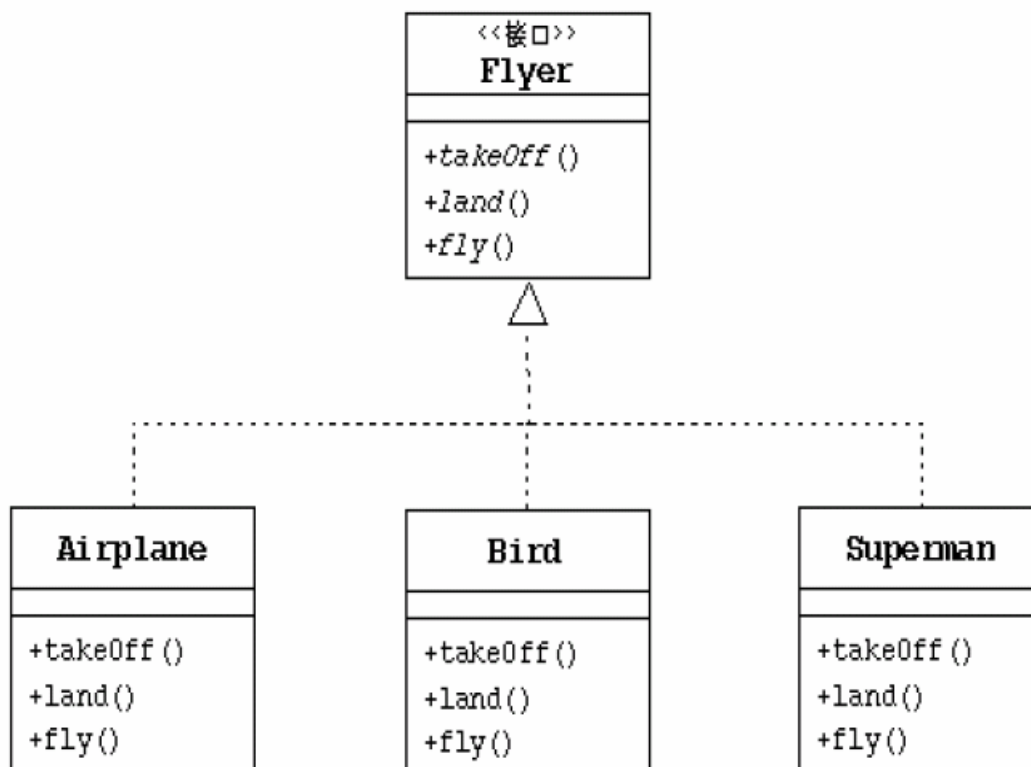 <<接口>>
Flyer
+takeOff()
+land()
+fly()
Airplane
+takeOff()
+land()
+fly()
Bird
+takeOff()
+land()
+fly()
Superman
+takeOff()
+land()
+fly()